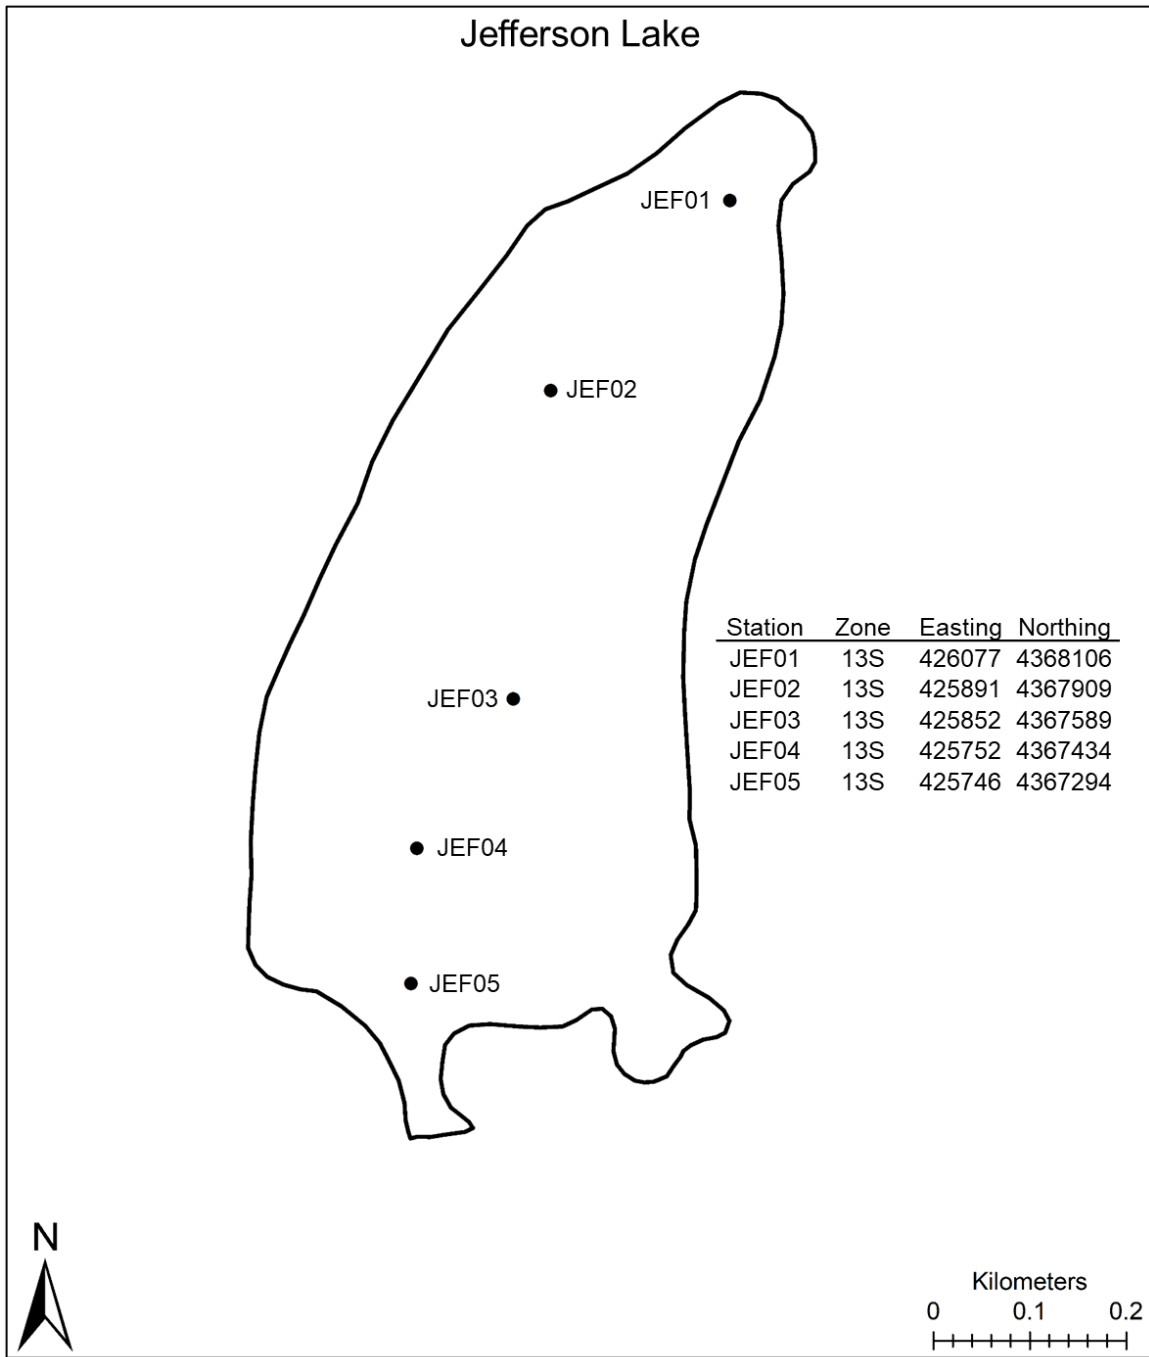 Jefferson Lake
JEF01
JEF02
Station Zone Easting Northing
JEF01 13S 426077 4368106
JEF02 13S 425891 4367909
JEF03 13S 425852 4367589
JEF04 13S 425752 4367434
JEF05 13S 425746 4367294
JEF03
JEF04
JEF05
N
Kilometers
0 0.1 0.2